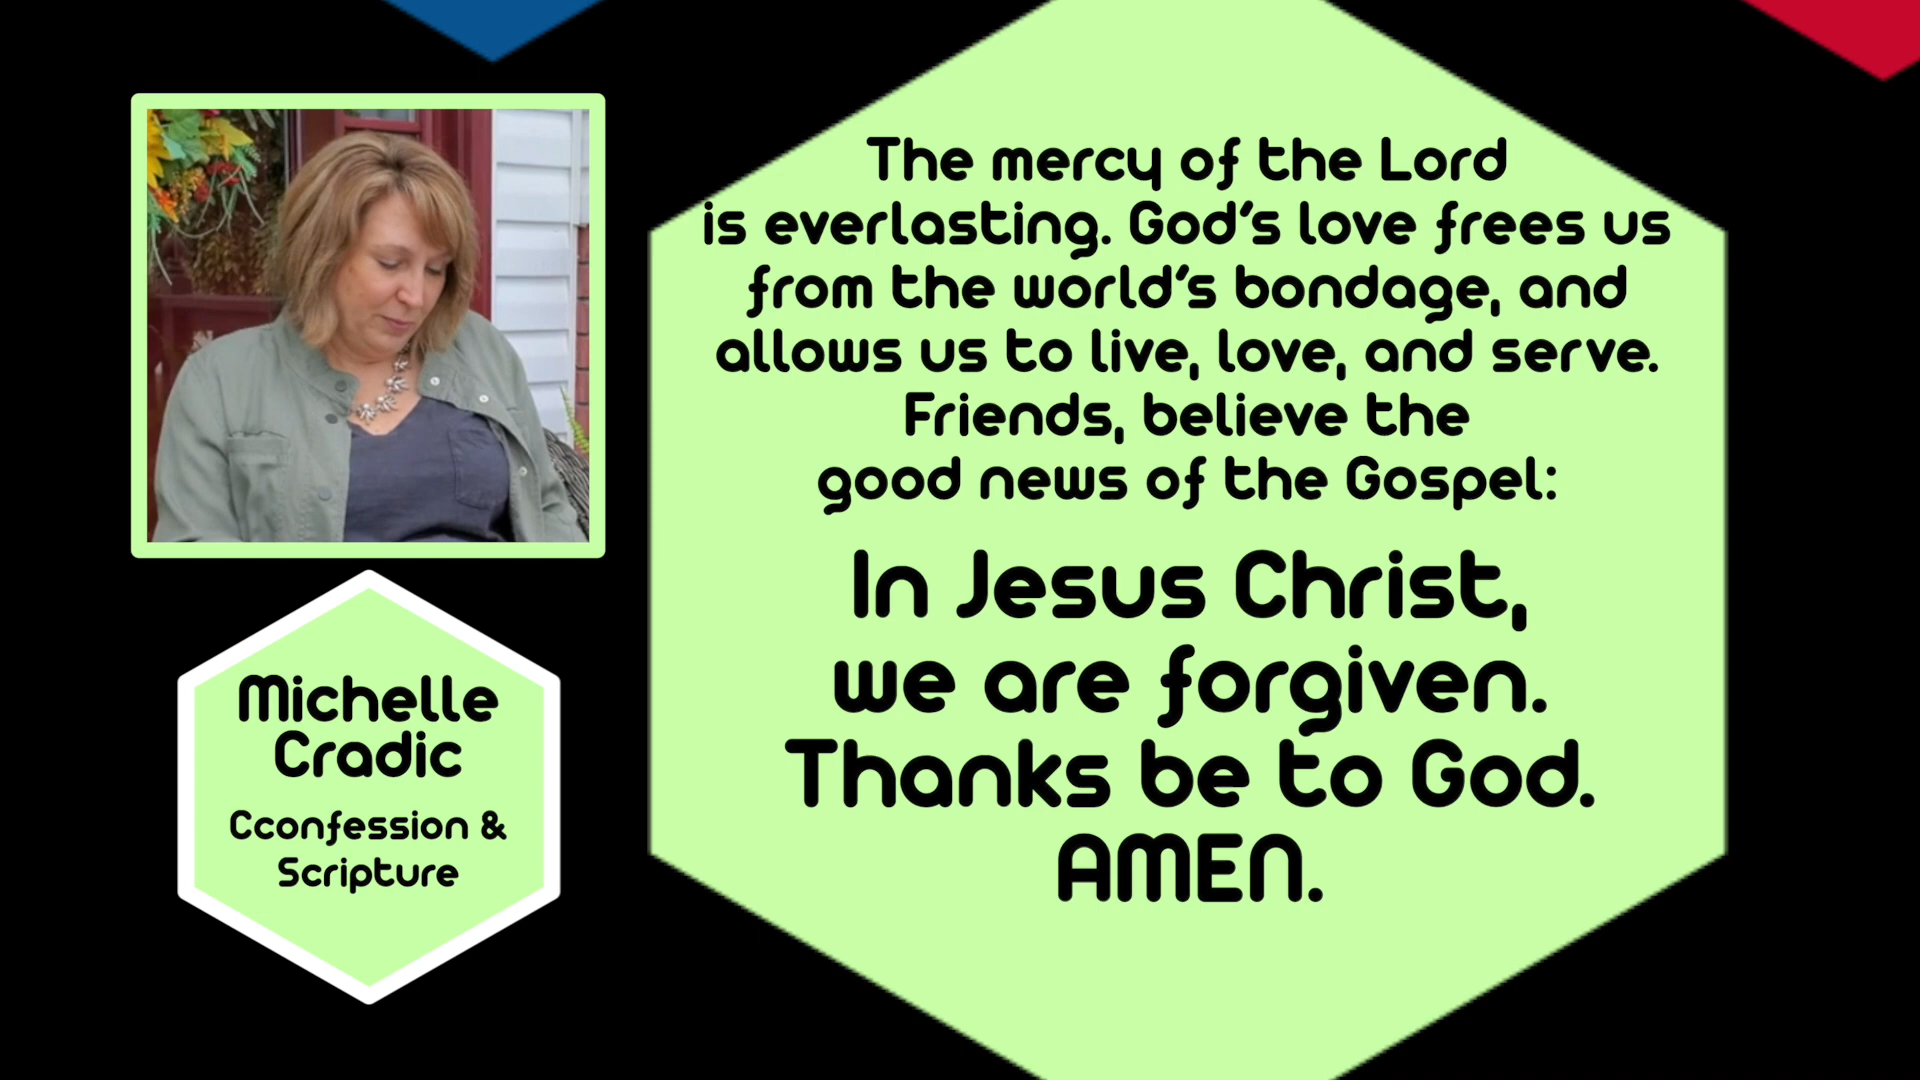 The mercy of the Lord
is everlasting. God's love frees us
from the world's bondage, and
allows us to live, love, and serve.
Friends, believe the
good news of the Gospel:
In Jesus Christ,
we are forgiven.
Thanks be to God.
AMEN.
Michelle
Cradic
Cconfession &
Scripture